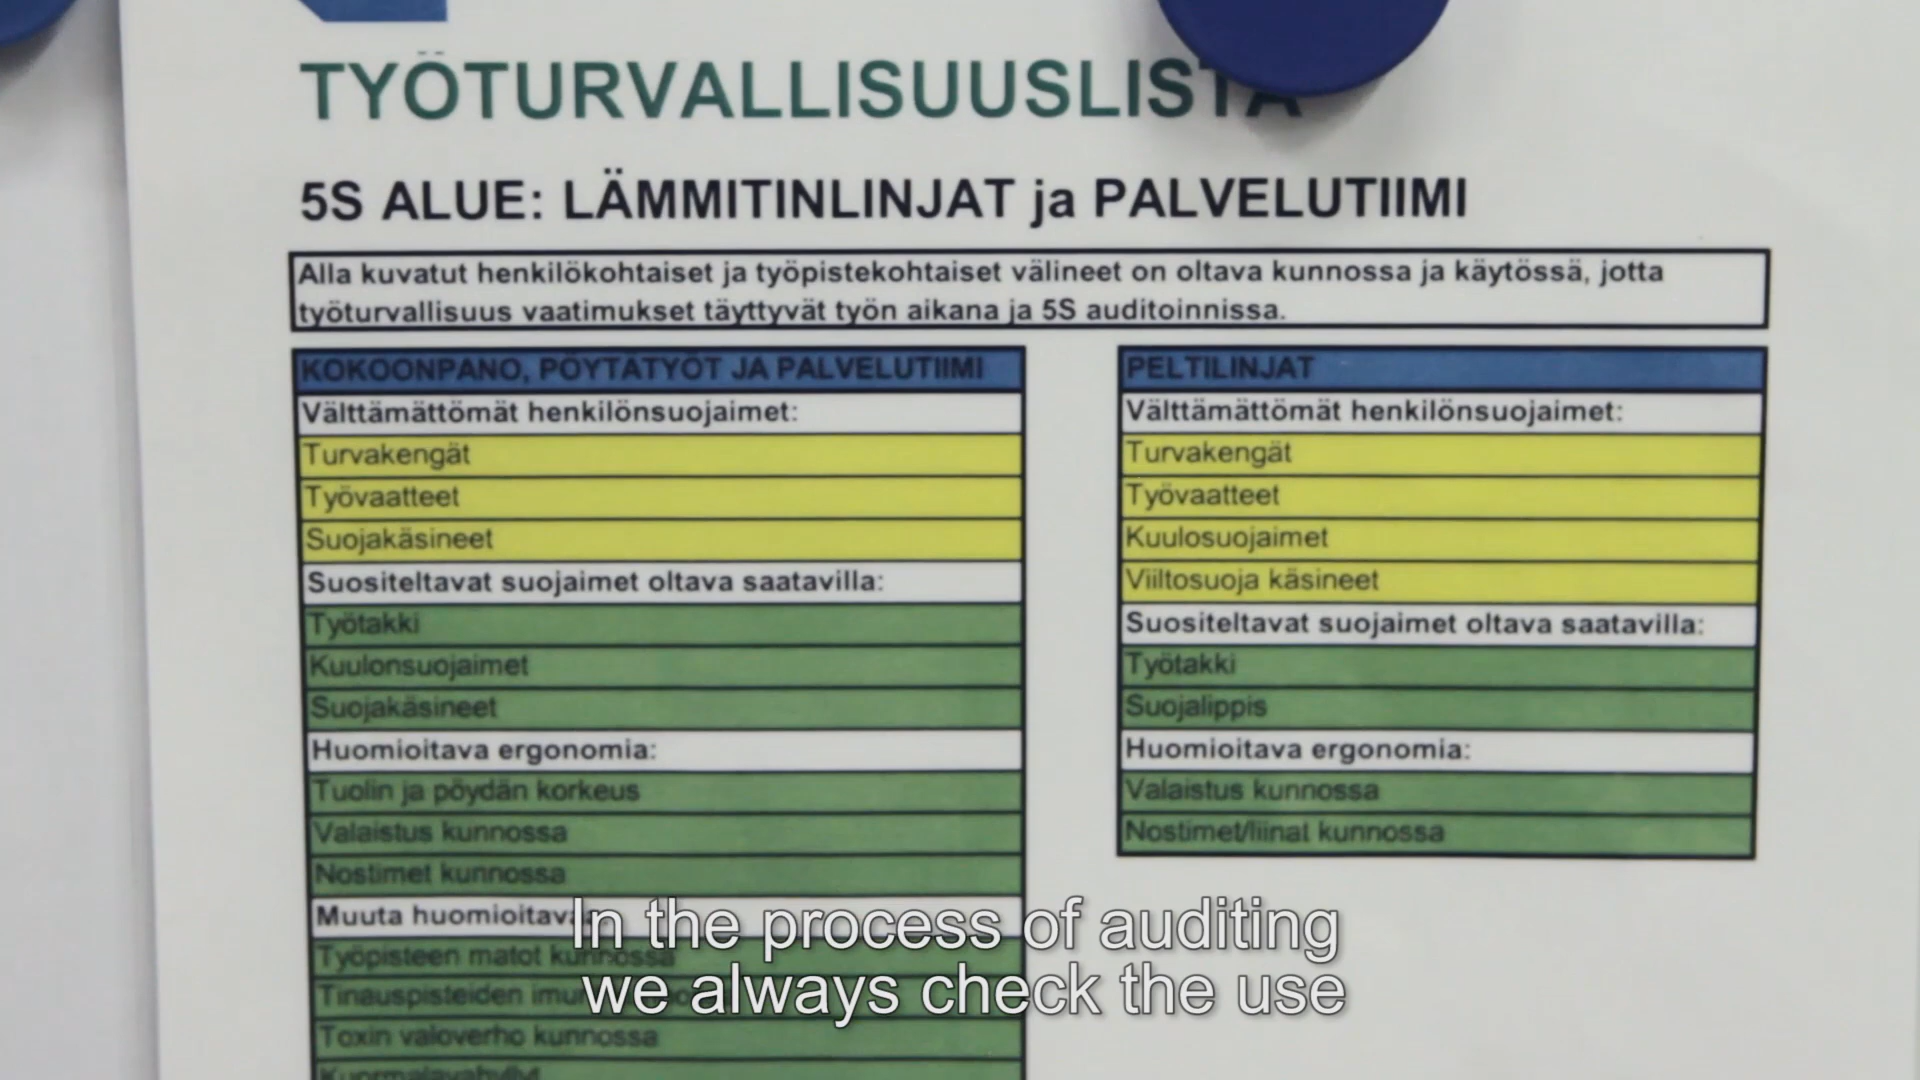 TYÖTURVALLISUUSLISTA
5S ALUE: LÄMMITINLINJAT ja PALVELUTIIMI
Alla kuvatut henkilökohtaiset ja työpistekohtaiset välineet on oltava kunnossa ja käytössä, jotta
työturvallisuus vaatimukset täyttyvät työn aikana ja 5S auditoinnissa.
KOKOONPANO, PÖYTÄTYÖT JA PALVELUTIIMI
Välttämättömät henkilönsuojaimet:
Turvakengät
Työvaatteet
Suojakäsineet
Suositeltavat suojaimet oltava saatavilla:
Työtakki
Kuulonsuojaimet
Suojakäsineet
Huomioitava ergonomia:
Tuolin ja pöydän korkeus
Valaistus kunnossa
Nostimet kunnossa
Muuta huomioitavaa:
Työpisteen matot kunnossa
Tinauspisteiden
Toxin valoverho kunnossa
PELTILINJAT
Välttämättömät henkilönsuojaimet:
Turvakengät
Työvaatteet
Kuulosuojaimet
Viiltosuoja käsineet
Suositeltavat suojaimet oltava saatavilla:
Työtakki
Suojalippis
Huomioitava ergonomia:
Valaistus kunnossa
Nostimet/liinat kunnossa
In the process of auditing
we always check the use